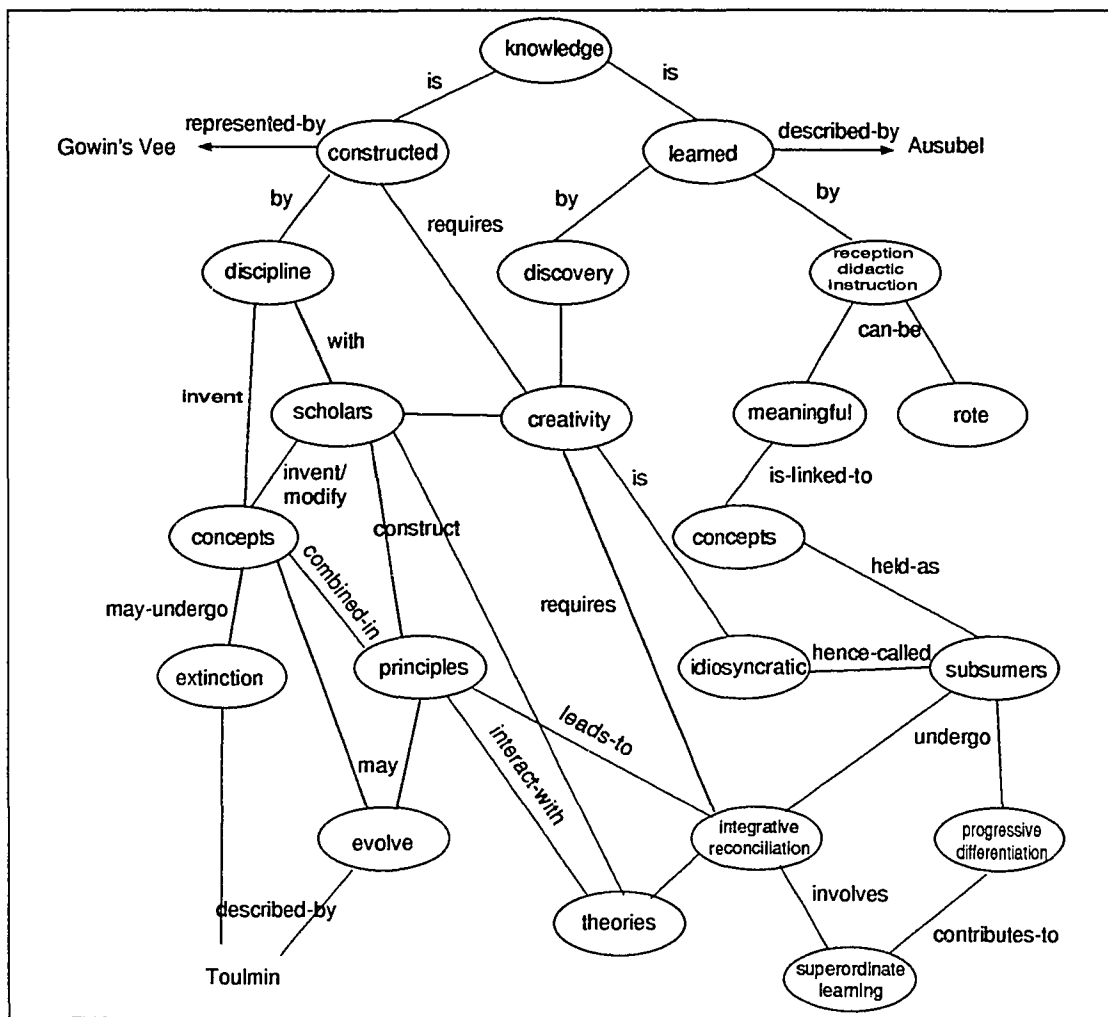 knowledge
is
is
represented-by
described-by
Gowin's Vee
constructed
learned
Ausubel
by
requires
by
by
discipline
discovery
reception
didactic
instruction
with
can-be
invent
scholars
creativity
meaningful
rote
invent/
modify
is
is-linked-to
concepts
construct
concepts
combined-in
held-as
may-undergo
requires
extinction
principles
idiosyncratic
hence-called
subsumers
leads-to
interact-with
undergo
may
evolve
integrative
reconciliation
progressive
differentiation
described-by
theories
involves
contributes-to
Toulmin
superordinate
learning